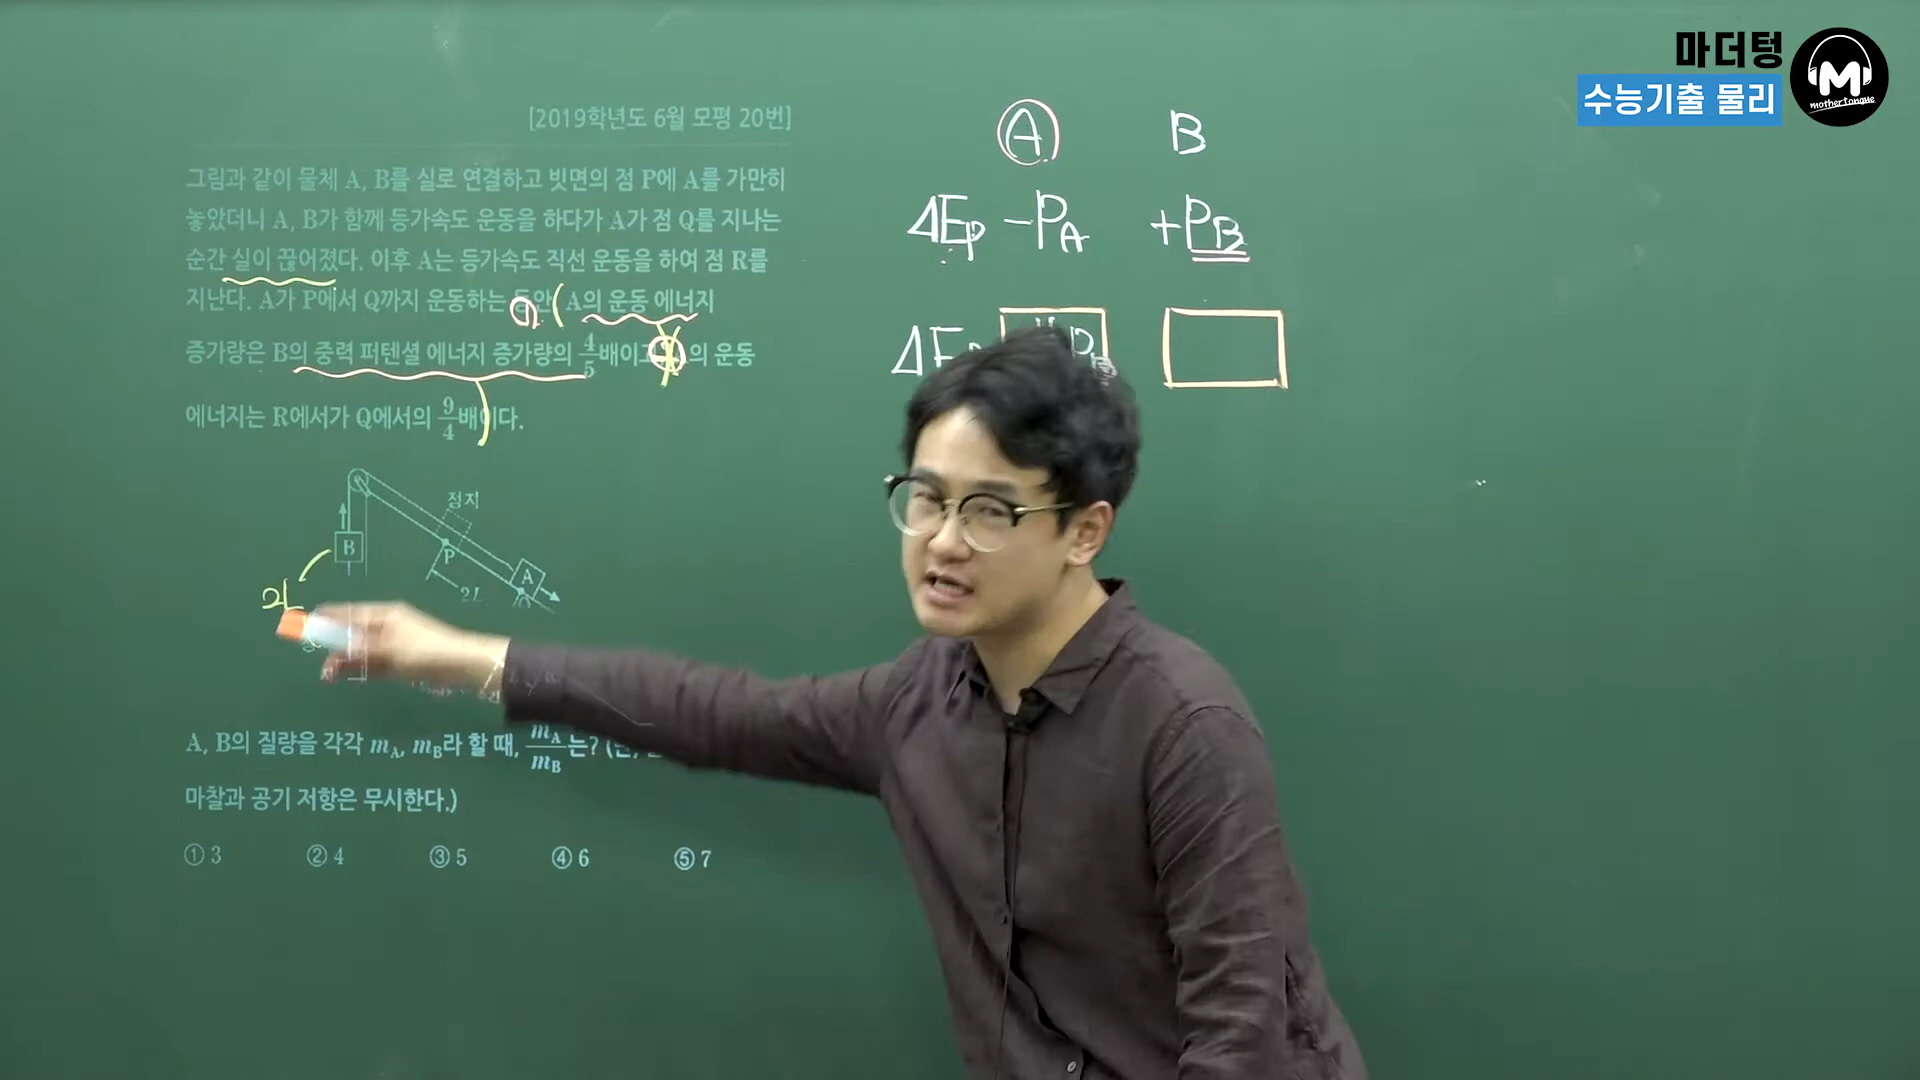 마더텅
수능기출 물리
mother tongue
[2019학년도 6월 모평 20번]
그림과 같이 물체 A, B를 실로 연결하고 빗면의 점 P에 A를 가만히
놓았더니 A, B가 함께 등가속도 운동을 하다가 A가 점 Q를 지나는
순간 실이 끊어졌다. 이후 A는 등가속도 직선 운동을 하여 점 R를
지난다. A가 P에서 Q까지 운동하는 동안 A의 운동 에너지
증가량은 B의 중력 퍼텐셜 에너지 증가량의 4/5배이고 의 운동
에너지는 R에서가 Q에서의 9/4배이다.
정지
B
P
A
2L
Q
2L
A, B의 질량을 각각 mA, mB라 할 때, mA/mB는?
마찰과 공기 저항은 무시한다.)
① 3 ② 4 ③ 5 ④ 6 ⑤ 7
A B
ΔEp -PA +PB